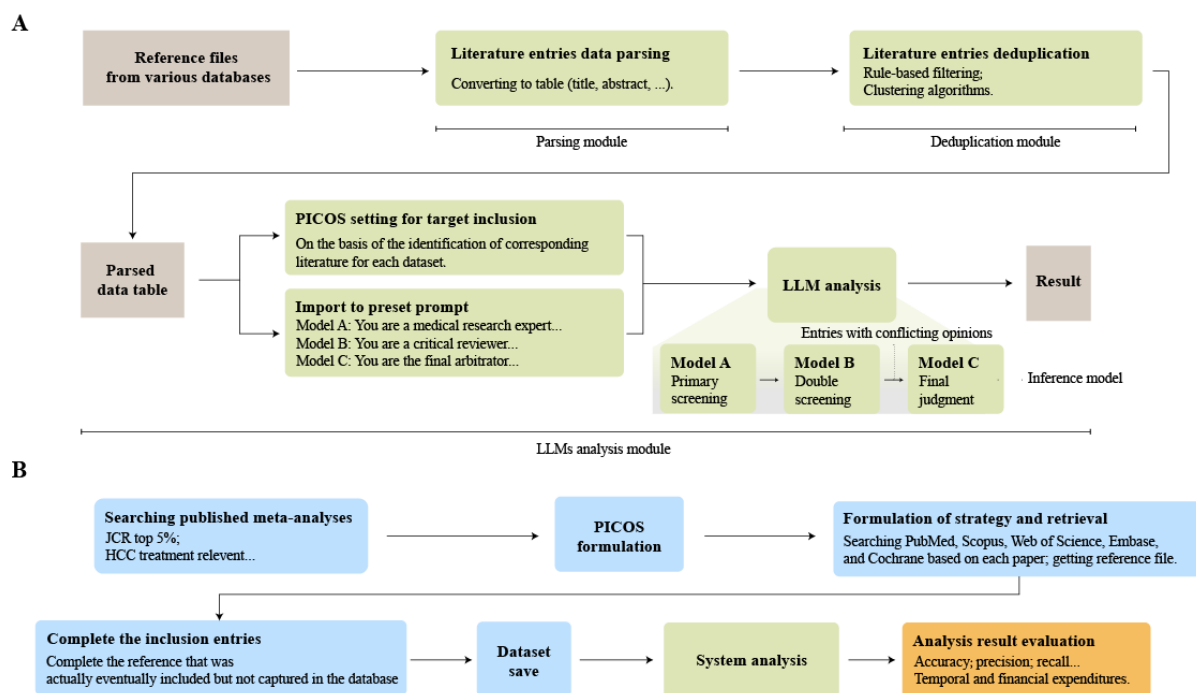 A
Reference files
from various databases
Literature entries data parsing
Converting to table (title, abstract, ...).
Literature entries deduplication
Rule-based filtering;
Clustering algorithms.
Parsing module
Deduplication module
Parsed
data table
PICOS setting for target inclusion
On the basis of the identification of corresponding
literature for each dataset.
Import to preset prompt
Model A: You are a medical research expert...
Model B: You are a critical reviewer...
Model C: You are the final arbitrator...
LLM analysis
Result
Entries with conflicting opinions
Model A
Primary
screening
Model B
Double
screening
Model C
Final
judgment
Inference model
LLMs analysis module
B
Searching published meta-analyses
JCR top 5%;
HCC treatment relevent...
PICOS
formulation
Formulation of strategy and retrieval
Searching PubMed, Scopus, Web of Science, Embase,
and Cochrane based on each paper; getting reference file.
Complete the inclusion entries
Complete the reference that was
actually eventually included but not captured in the database
Dataset
save
System analysis
Analysis result evaluation
Accuracy; precision; recall...
Temporal and financial expenditures.